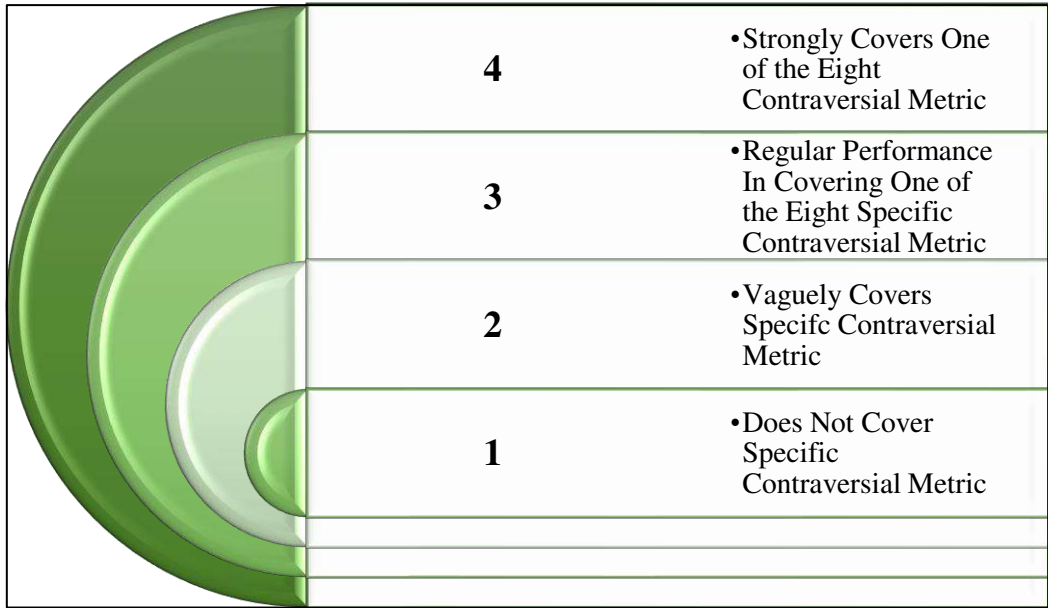 4
•Strongly Covers One
of the Eight
Contraversial Metric
3
•Regular Performance
In Covering One of
the Eight Specific
Contraversial Metric
2
•Vaguely Covers
Specifc Contraversial
Metric
1
•Does Not Cover
Specific
Contraversial Metric